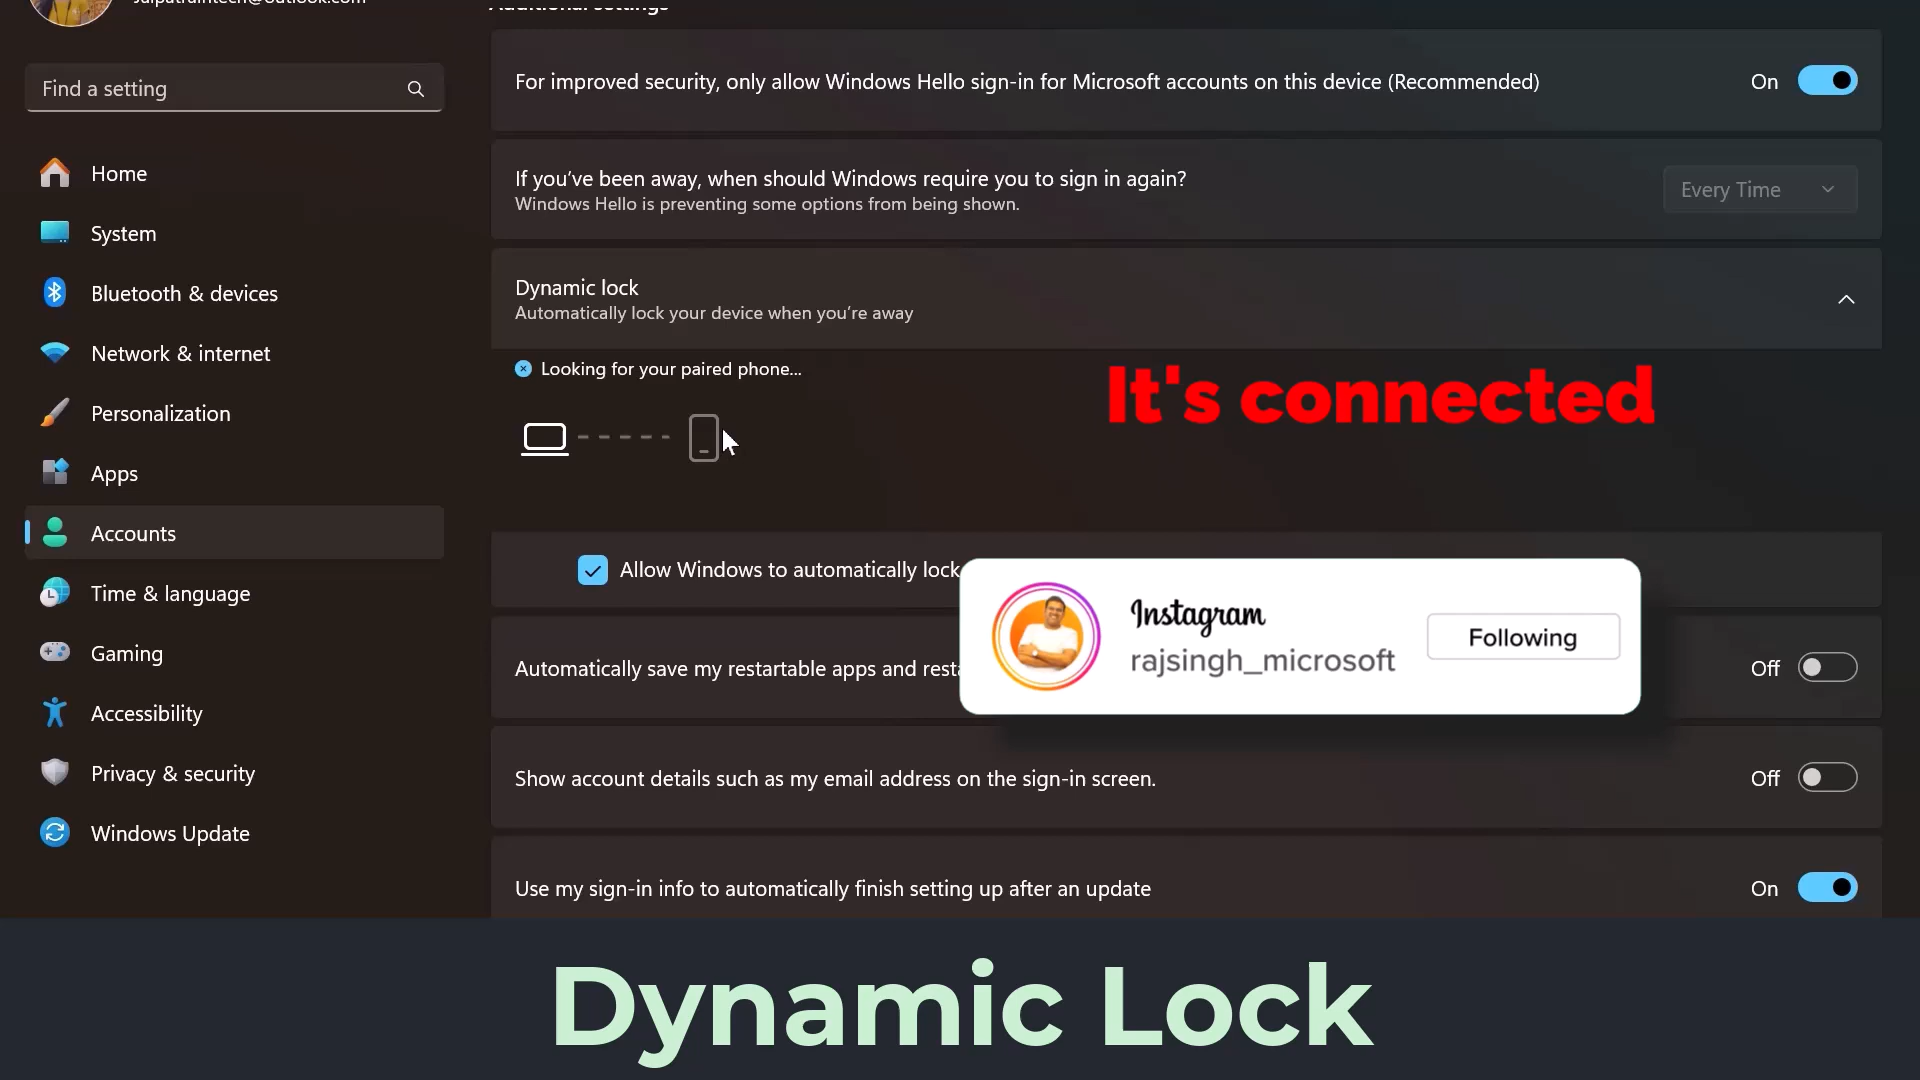 Additional settings
Find a setting
For improved security, only allow Windows Hello sign-in for Microsoft accounts on this device (Recommended)
On
Home
If you've been away, when should Windows require you to sign in again?
Windows Hello is preventing some options from being shown.
Every Time
System
Dynamic lock
Automatically lock your device when you're away
Bluetooth & devices
Network & internet
Looking for your paired phone...
It's connected
Personalization
Apps
Accounts
Allow Windows to automatically lock
Time & language
Instagram
rajsingh_microsoft
Following
Gaming
Automatically save my restartable apps and
Off
Accessibility
Privacy & security
Show account details such as my email address on the sign-in screen.
Off
Windows Update
Use my sign-in info to automatically finish setting up after an update
On
Dynamic Lock